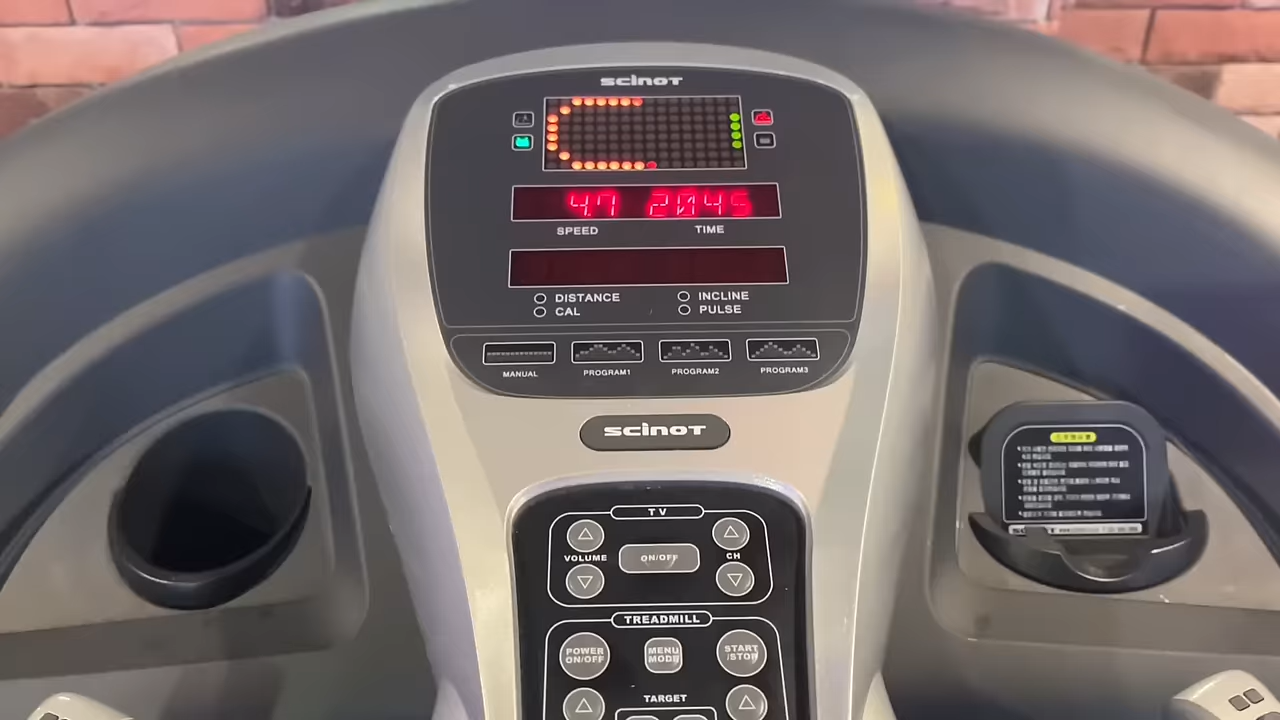 SCINOT
4.7 20:45
SPEED TIME
DISTANCE INCLINE
CAL PULSE
MANUAL PROGRAM1 PROGRAM2 PROGRAM3
SCINOT
TV
VOLUME ON/OFF CH
TREADMILL
POWER ON/OFF
MENU MODE
START /STOP
TARGET